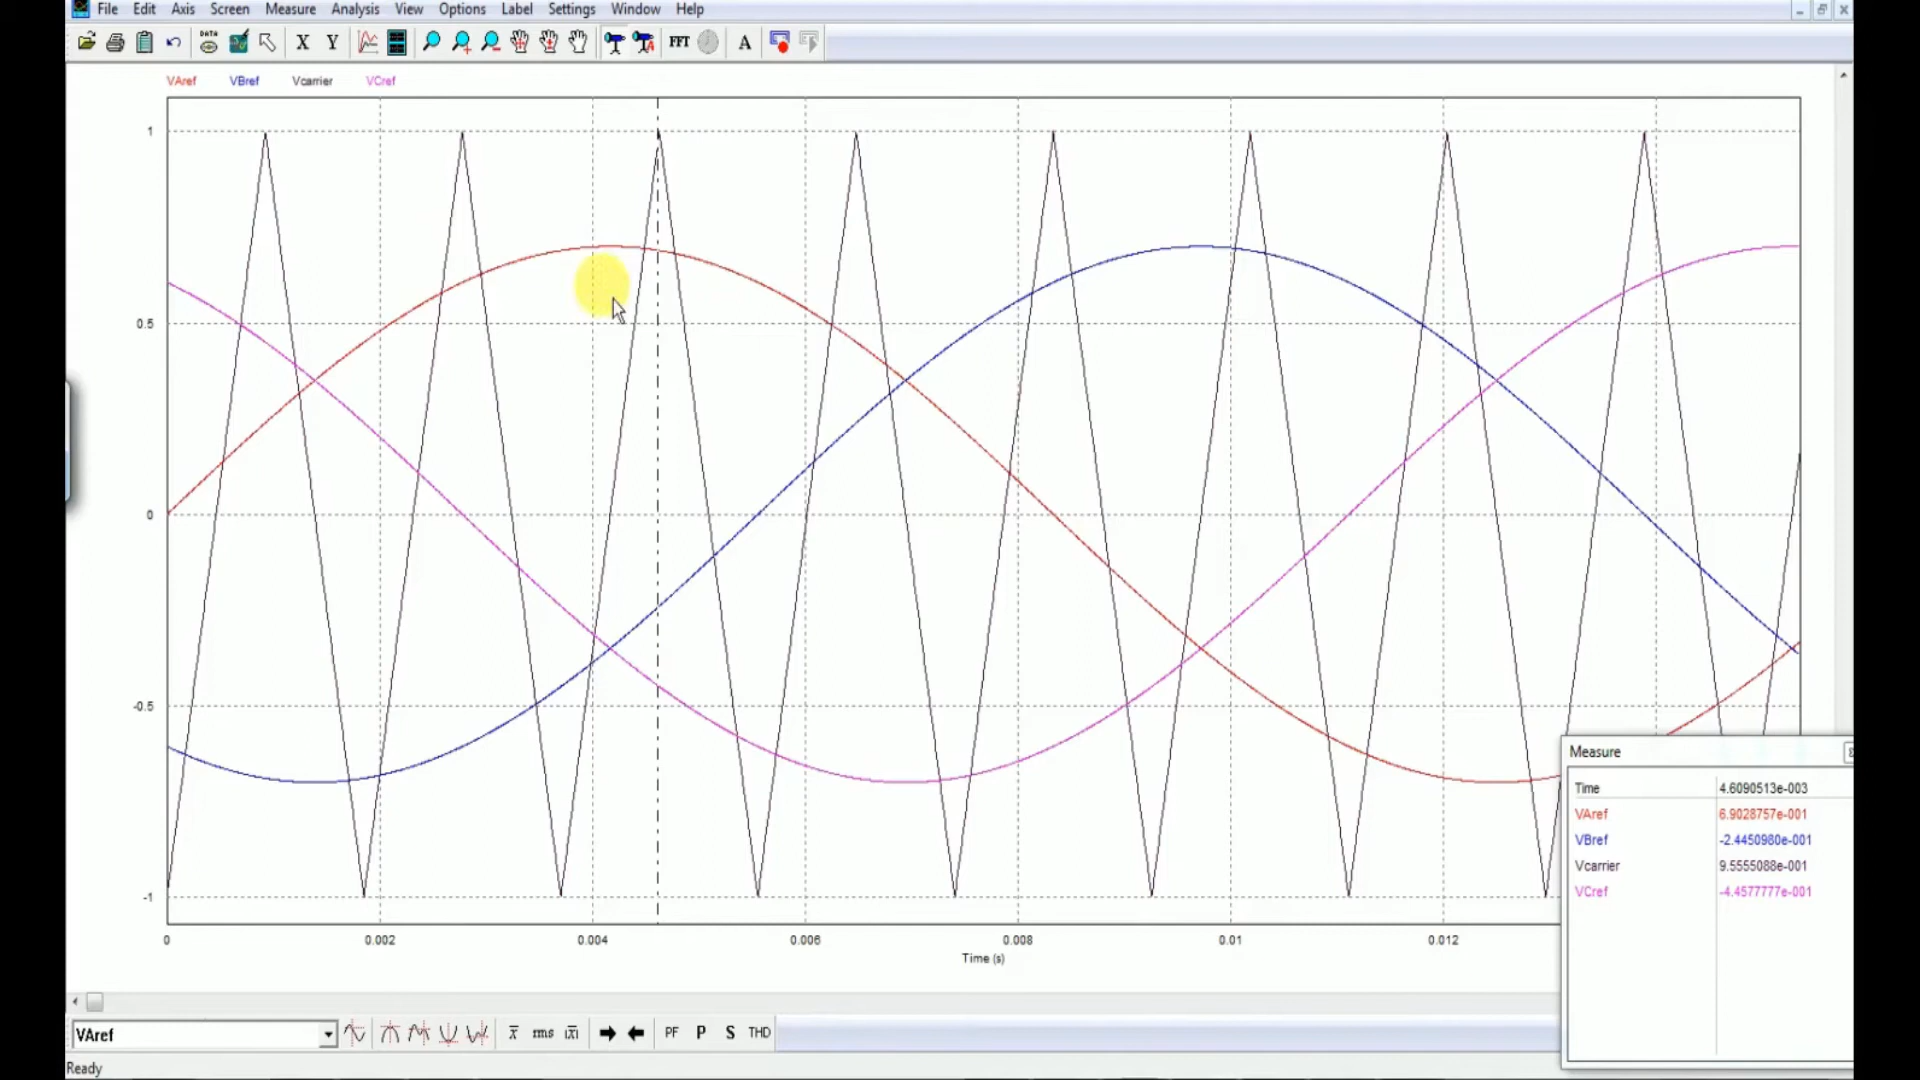 File Edit Axis Screen Measure Analysis View Options Label Settings Window Help
DATA X Y FFT A
VAref VBref Vcarrier VCref
1
0.5
0
-0.5
-1
0 0.002 0.004 0.006 0.008 0.01 0.012
Time (s)
Measure
Time 4.6090513e-003
VAref 6.9028757e-001
VBref -2.4450980e-001
Vcarrier 9.5555088e-001
VCref -4.4577777e-001
VAref x rms |x| PF P S THD
Ready